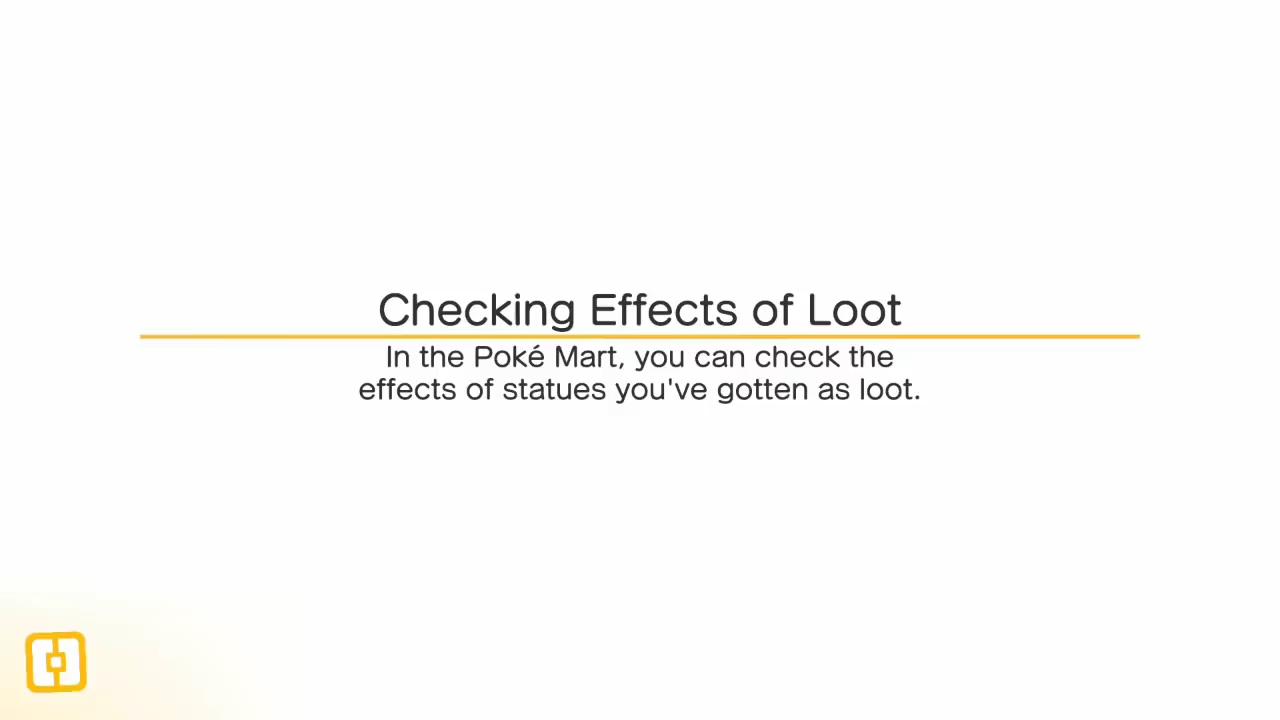 Checking Effects of Loot
In the Poké Mart, you can check the
effects of statues you've gotten as loot.